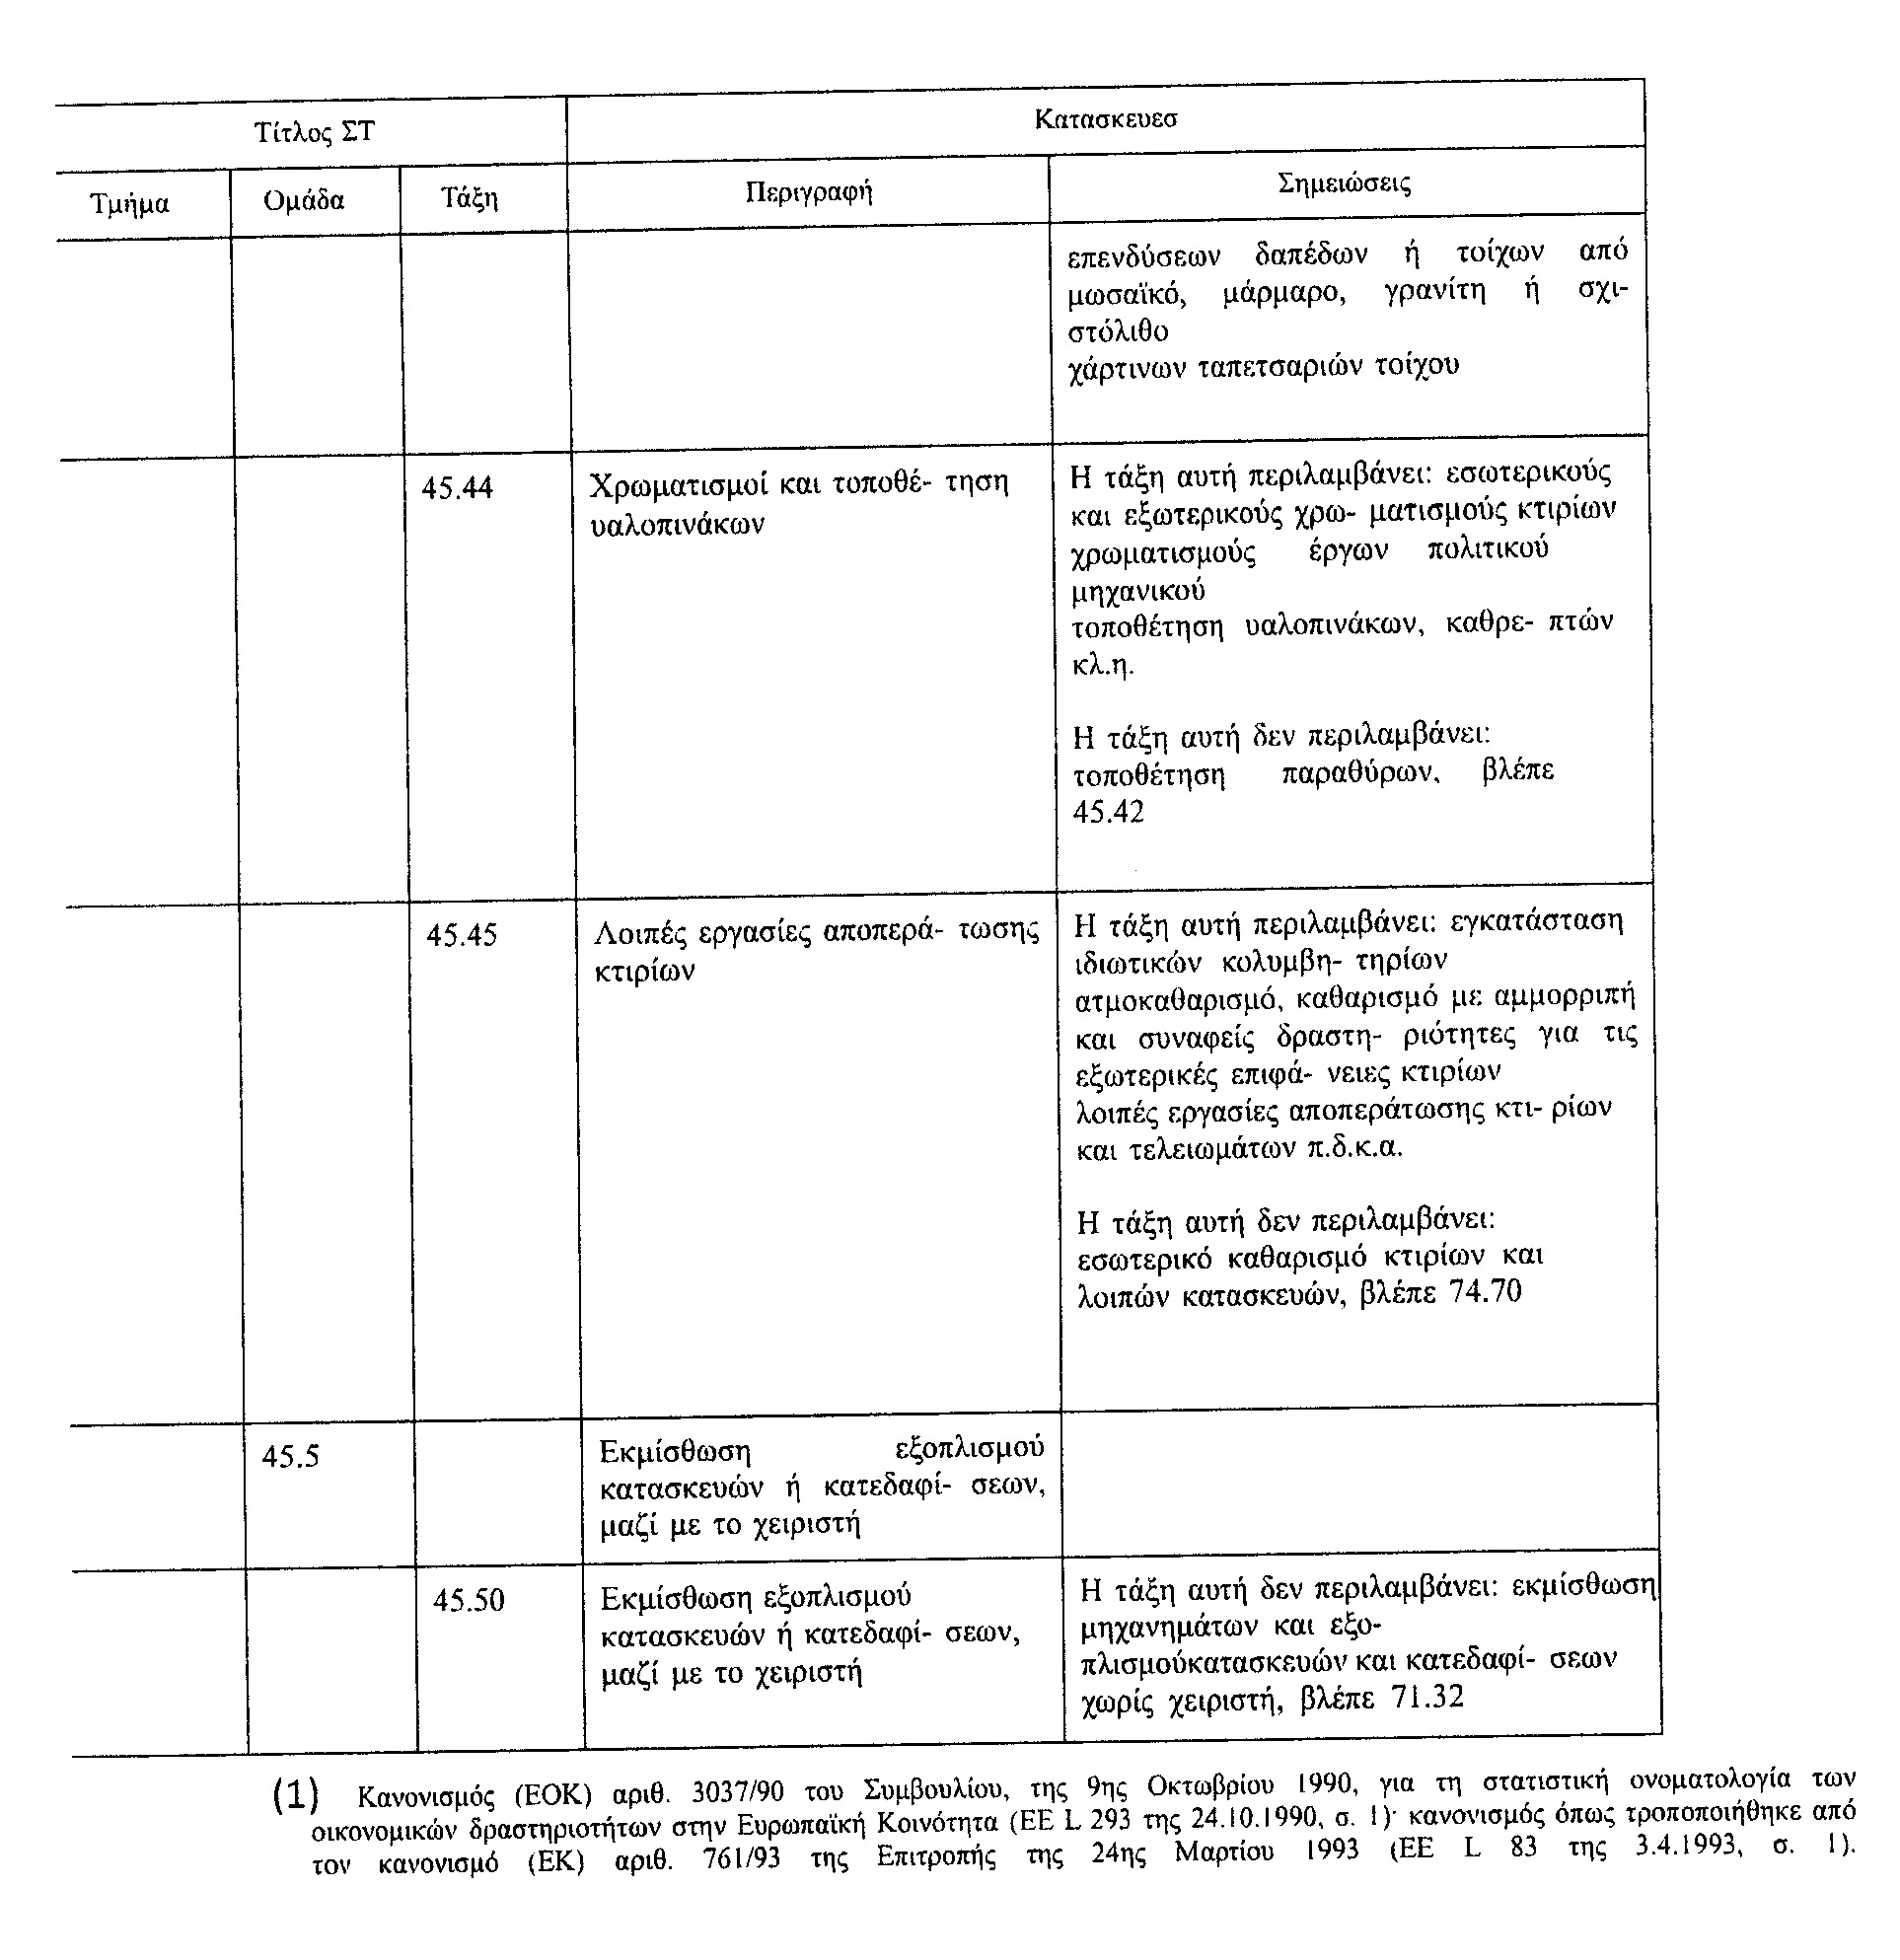 Τίτλος ΣΤ
Κατασκευεσ
Τμήμα
Ομάδα
Τάξη
Περιγραφή
Σημειώσεις
επενδύσεων δαπέδων ή τοίχων από
μωσαϊκό, μάρμαρο, γρανίτη ή σχι-
στόλιθο
χάρτινων ταπετσαριών τοίχου
45.44
Χρωματισμοί και τοποθέ- τηση
υαλοπινάκων
Η τάξη αυτή περιλαμβάνει: εσωτερικούς
και εξωτερικούς χρω- ματισμούς κτιρίων
χρωματισμούς έργων πολιτικού
μηχανικού
τοποθέτηση υαλοπινάκων, καθρε- πτών
κλ.η.
Η τάξη αυτή δεν περιλαμβάνει:
τοποθέτηση παραθύρων, βλέπε
45.42
45.45
Λοιπές εργασίες αποπερά- τωσης
κτιρίων
Η τάξη αυτή περιλαμβάνει: εγκατάσταση
ιδιωτικών κολυμβη- τηρίων
ατμοκαθαρισμό, καθαρισμό με αμμορριπή
και συναφείς δραστη- ριότητες για τις
εξωτερικές επιφά- νειες κτιρίων
λοιπές εργασίες αποπεράτωσης κτι- ρίων
και τελειωμάτων π.δ.κ.α.
Η τάξη αυτή δεν περιλαμβάνει:
εσωτερικό καθαρισμό κτιρίων και
λοιπών κατασκευών, βλέπε 74.70
45.5
Εκμίσθωση εξοπλισμού
κατασκευών ή κατεδαφί- σεων,
μαζί με το χειριστή
45.50
Εκμίσθωση εξοπλισμού
κατασκευών ή κατεδαφί- σεων,
μαζί με το χειριστή
Η τάξη αυτή δεν περιλαμβάνει: εκμίσθωση
μηχανημάτων και εξο-
πλισμούκατασκευών και κατεδαφί- σεων
χωρίς χειριστή, βλέπε 71.32
(1) Κανονισμός (ΕΟΚ) αριθ. 3037/90 του Συμβουλίου, της 9ης Οκτωβρίου 1990, για τη στατιστική ονοματολογία των
οικονομικών δραστηριοτήτων στην Ευρωπαϊκή Κοινότητα (ΕΕ L 293 της 24.10.1990, σ. 1)· κανονισμός όπως τροποποιήθηκε από
τον κανονισμό (ΕΚ) αριθ. 761/93 της Επιτροπής της 24ης Μαρτίου 1993 (ΕΕ L 83 της 3.4.1993, σ. 1).